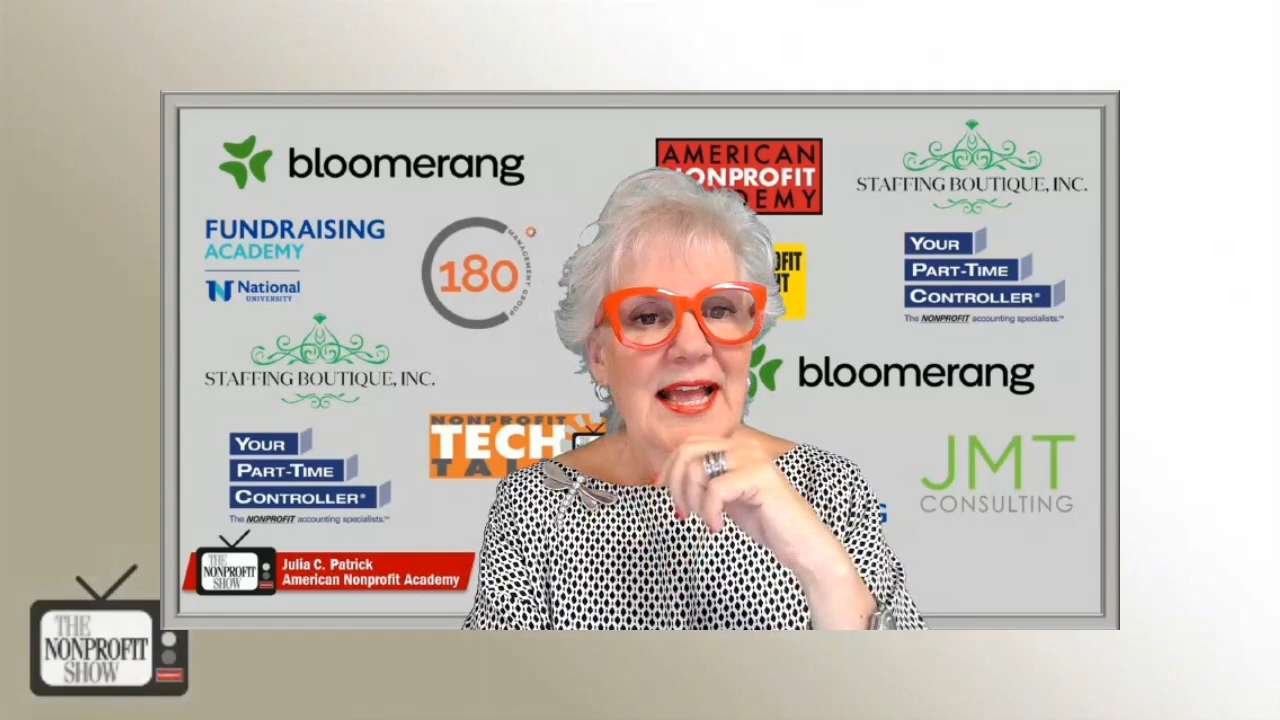 bloomerang
AMERICAN
NONPROFIT
STAFFING BOUTIQUE, INC.
FUNDRAISING
ACADEMY
National
UNIVERSITY
180
MANAGEMENT GROUP
YOUR
PART-TIME
CONTROLLER®
The NONPROFIT accounting specialists.™
STAFFING BOUTIQUE, INC.
bloomerang
NONPROFIT
TECH
YOUR
PART-TIME
CONTROLLER®
The NONPROFIT accounting specialists.™
JMT
CONSULTING
THE
NONPROFIT
SHOW
Julia C. Patrick
American Nonprofit Academy
THE
NONPROFIT
SHOW